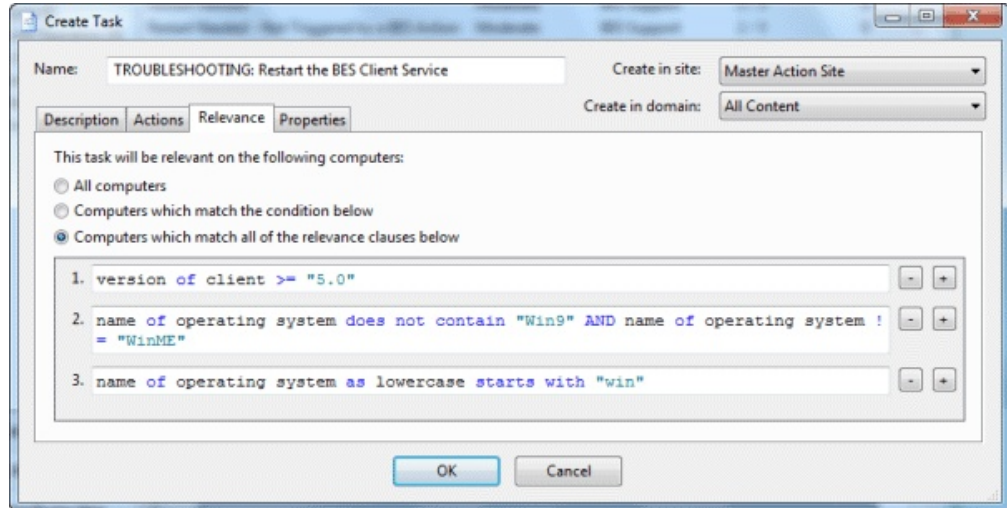 Create Task
Name: TROUBLESHOOTING: Restart the BES Client Service Create in site: Master Action Site
Create in domain: All Content
Description Actions Relevance Properties
This task will be relevant on the following computers:
All computers
Computers which match the condition below
Computers which match all of the relevance clauses below
1. version of client >= "5.0" - +
2. name of operating system does not contain "Win9" AND name of operating system ! - +
= "WinME"
3. name of operating system as lowercase starts with "win" - +
OK Cancel